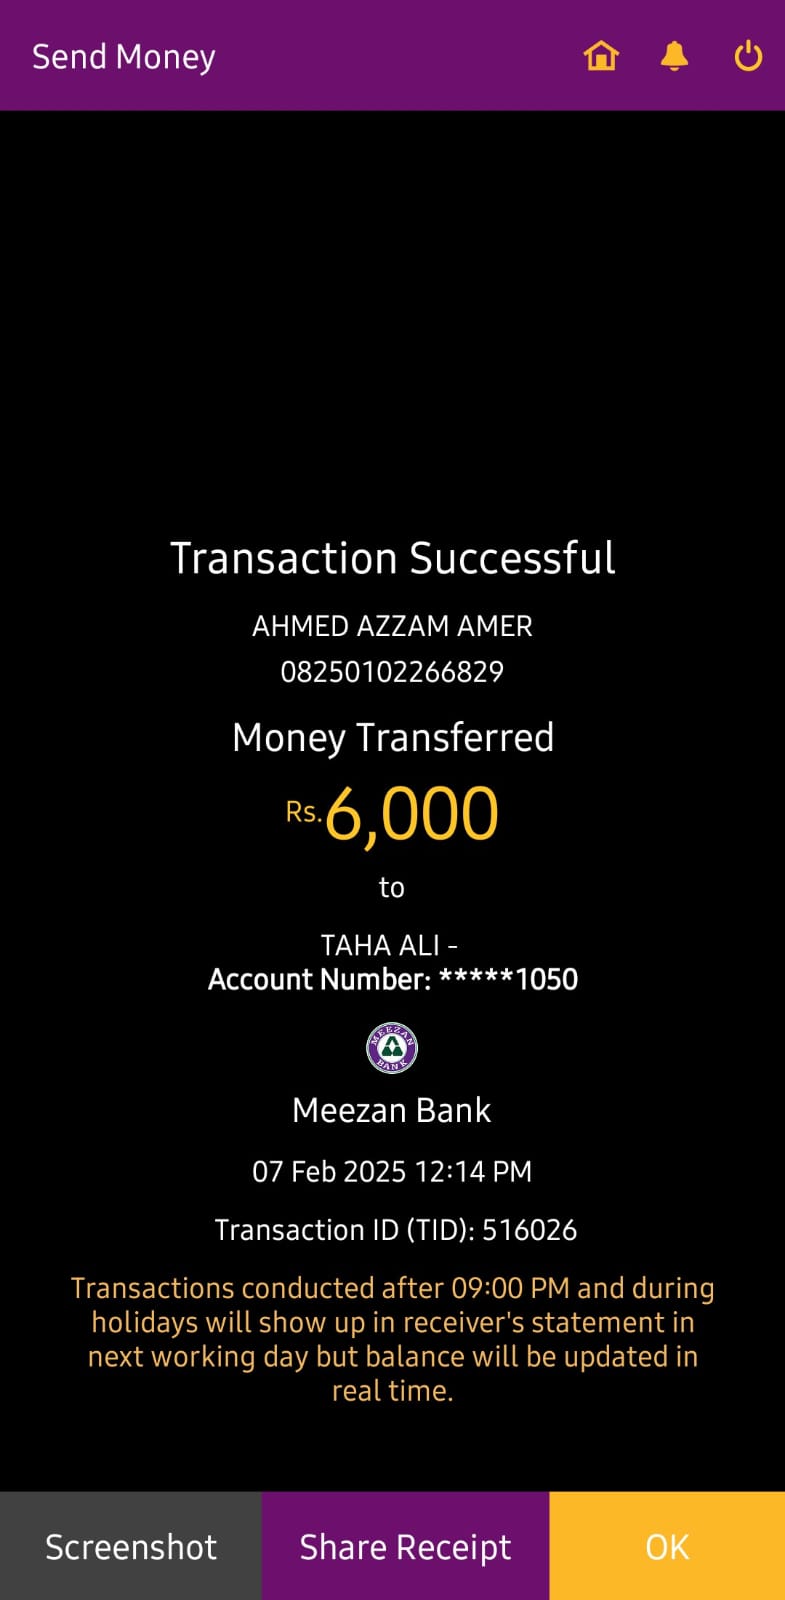 Send Money
Transaction Successful
AHMED AZZAM AMER
08250102266829
Money Transferred
Rs.6,000
to
TAHA ALI -
Account Number: *****1050
MEEZAN
BANK
Meezan Bank
07 Feb 2025 12:14 PM
Transaction ID (TID): 516026
Transactions conducted after 09:00 PM and during
holidays will show up in receiver's statement in
next working day but balance will be updated in
real time.
Screenshot
Share Receipt
OK